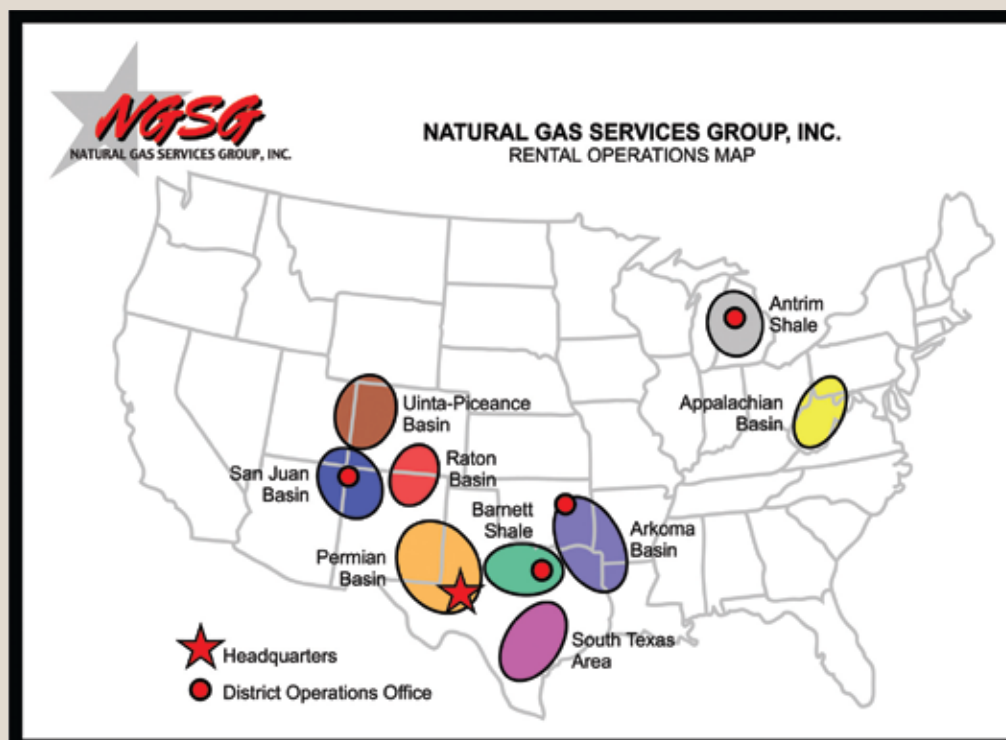 NGSG
NATURAL GAS SERVICES GROUP, INC.
NATURAL GAS SERVICES GROUP, INC.
RENTAL OPERATIONS MAP
Antrim
Shale
Uinta-Piceance
Basin
Appalachian
Basin
San Juan
Basin
Raton
Basin
Barnett
Shale
Arkoma
Basin
Permian
Basin
South Texas
Area
Headquarters
District Operations Office